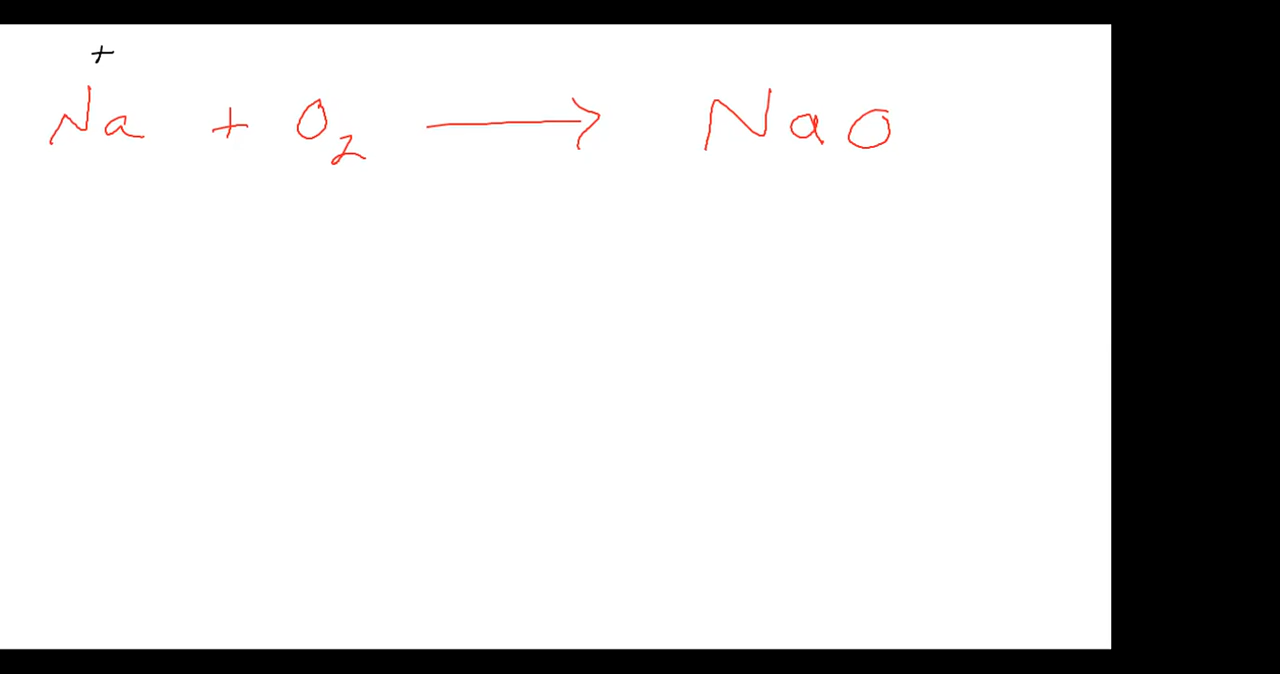 +
Na + O₂ → NaO